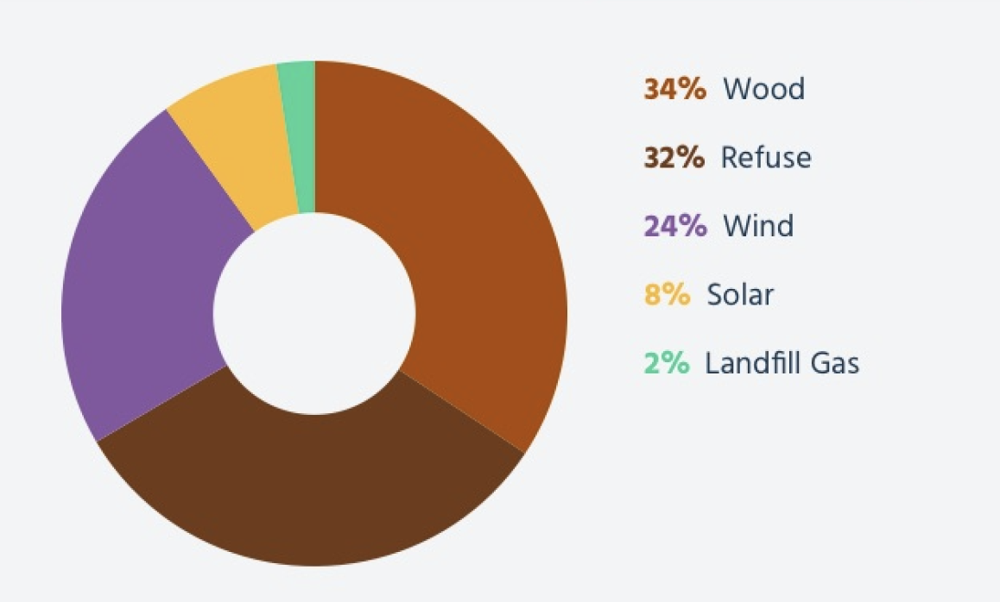 34% Wood
32% Refuse
24% Wind
8% Solar
2% Landfill Gas